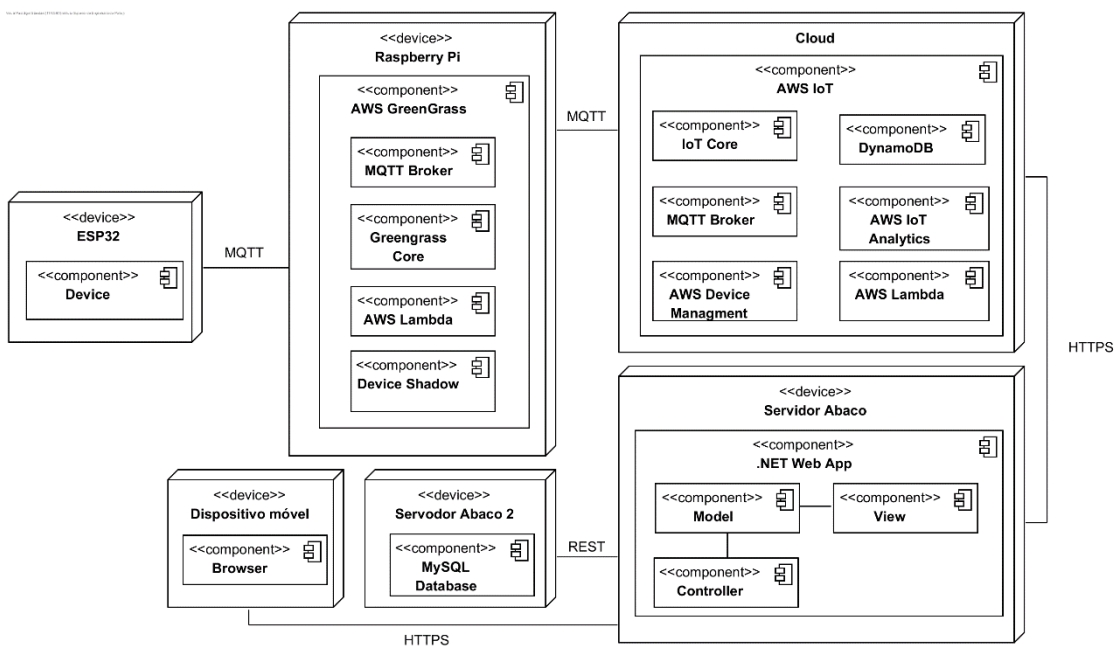 <<device>>
Raspberry Pi
<<component>>
AWS GreenGrass
<<component>>
MQTT Broker
<<component>>
Greengrass
Core
<<component>>
AWS Lambda
<<component>>
Device Shadow
MQTT
Cloud
<<component>>
AWS IoT
<<component>>
IoT Core
<<component>>
DynamoDB
<<component>>
MQTT Broker
<<component>>
AWS IoT
Analytics
<<component>>
AWS Device
Managment
<<component>>
AWS Lambda
<<device>>
ESP32
<<component>>
Device
MQTT
HTTPS
<<device>>
Servidor Abaco
<<component>>
.NET Web App
<<component>>
Model
<<component>>
View
<<component>>
Controller
<<device>>
Dispositivo móvel
<<component>>
Browser
<<device>>
Servodor Abaco 2
<<component>>
MySQL
Database
REST
HTTPS